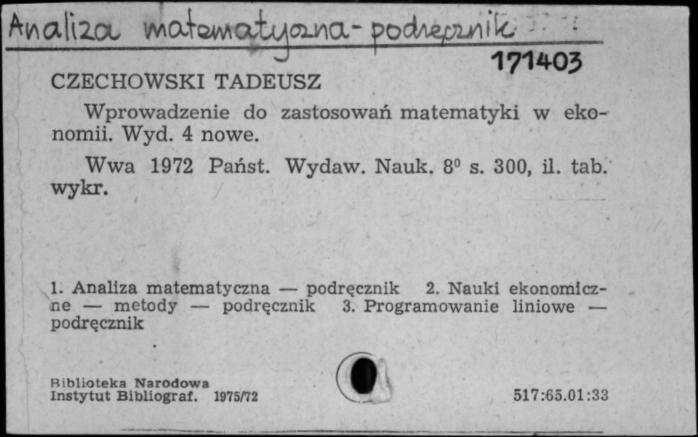 Analiza matematyczna - podręcznik
171403
CZECHOWSKI TADEUSZ
Wprowadzenie do zastosowań matematyki w eko-
nomii. Wyd. 4 nowe.
Wwa 1972 Państ. Wydaw. Nauk. 8⁰ s. 300, il. tab.
wykr.
1. Analiza matematyczna — podręcznik 2. Nauki ekonomicz-
ne — metody — podręcznik 3. Programowanie liniowe —
podręcznik
Biblioteka Narodowa
Instytut Bibliograf. 1975/72
517:65.01:33